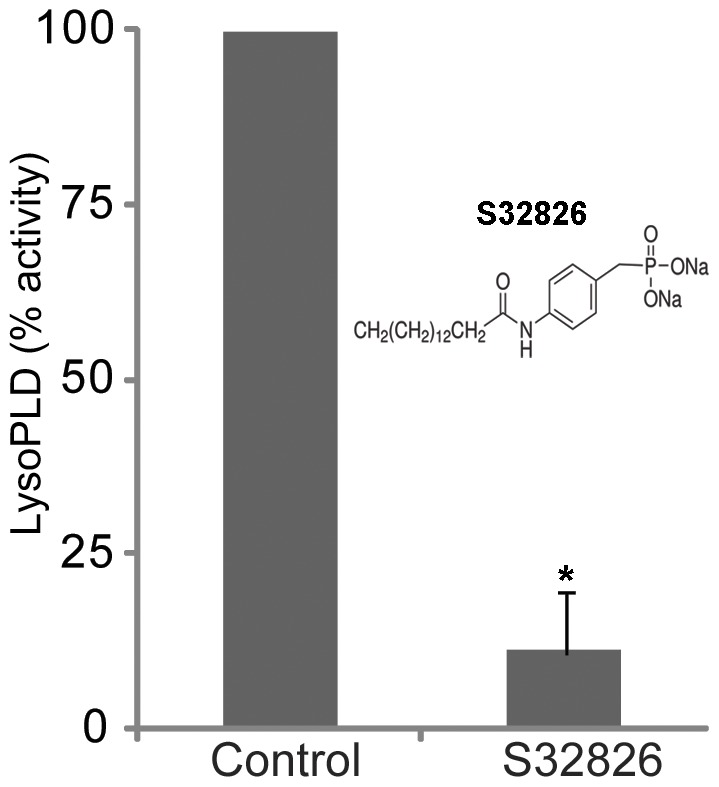 100
75
50
25
0
LysoPLD (% activity)
S32826
O
O
P-ONa
ONa
CH₂(CH₂)₁₂CH₂
N
H
Control
S32826
*